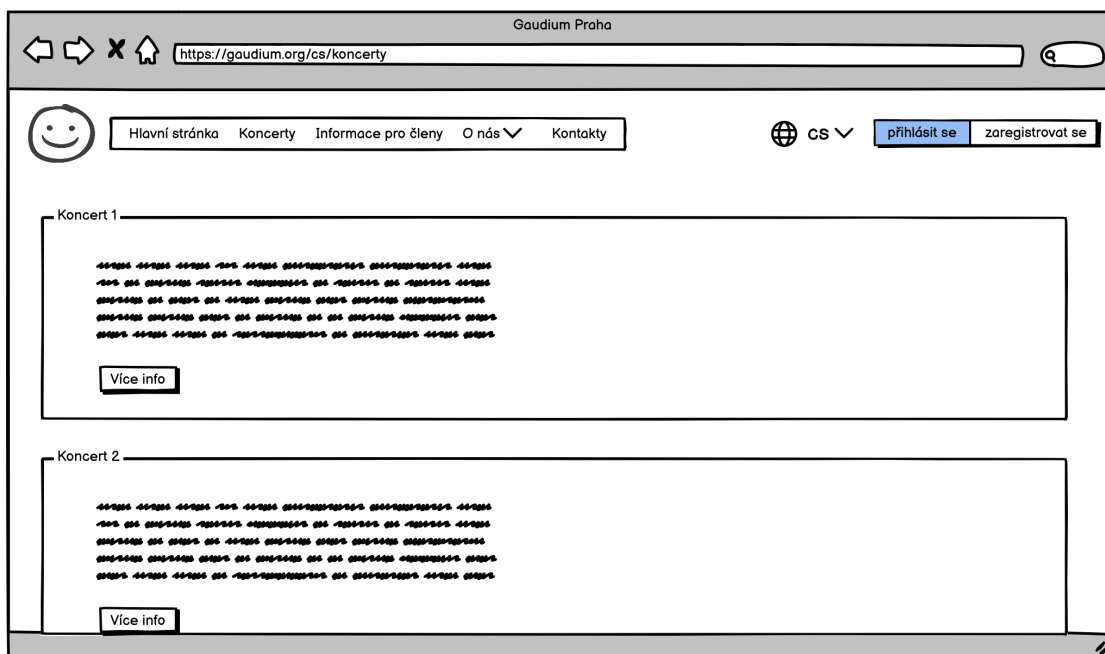 Gaudium Praha
https://gaudium.org/cs/koncerty
Hlavní stránka Koncerty Informace pro členy O nás Kontakty CS přihlásit se zaregistrovat se
Koncert 1
Více info
Koncert 2
Více info